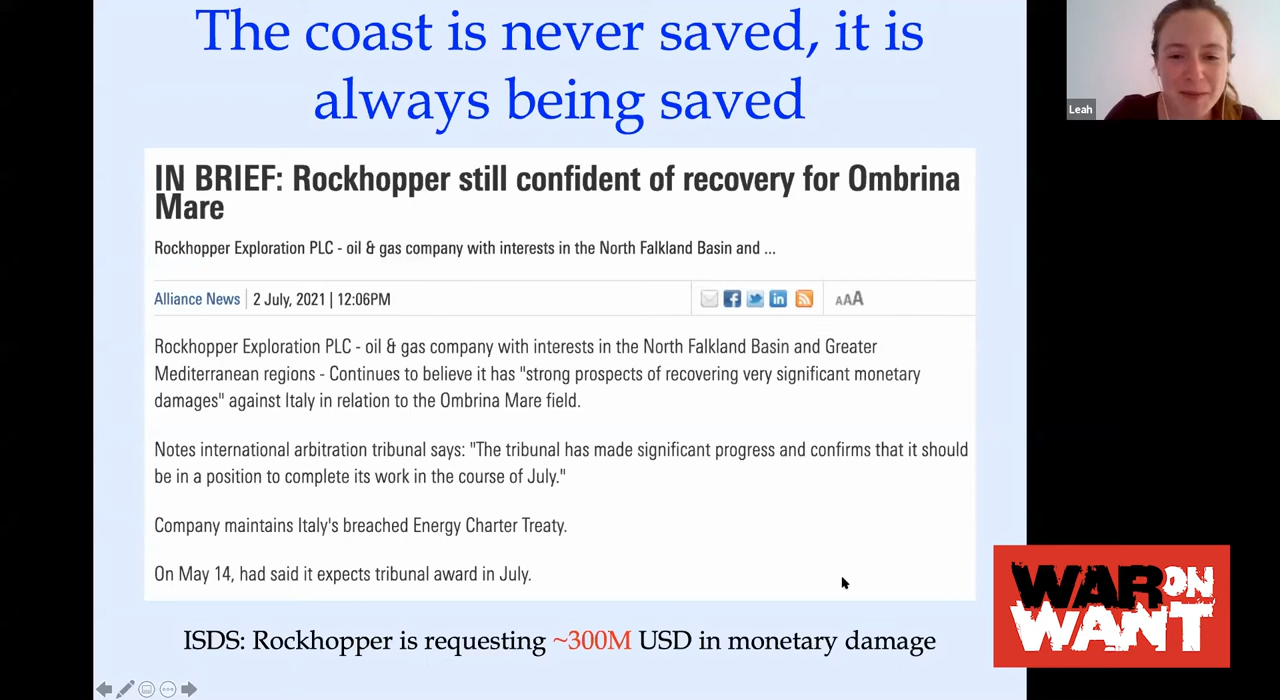 The coast is never saved, it is
always being saved
Leah
IN BRIEF: Rockhopper still confident of recovery for Ombrina
Mare
Rockhopper Exploration PLC - oil & gas company with interests in the North Falkland Basin and ...
Alliance News | 2 July, 2021 | 12:06PM
AAA
Rockhopper Exploration PLC - oil & gas company with interests in the North Falkland Basin and Greater
Mediterranean regions - Continues to believe it has "strong prospects of recovering very significant monetary
damages" against Italy in relation to the Ombrina Mare field.
Notes international arbitration tribunal says: "The tribunal has made significant progress and confirms that it should
be in a position to complete its work in the course of July."
Company maintains Italy's breached Energy Charter Treaty.
On May 14, had said it expects tribunal award in July.
WAR ON
WANT
ISDS: Rockhopper is requesting ~300M USD in monetary damage